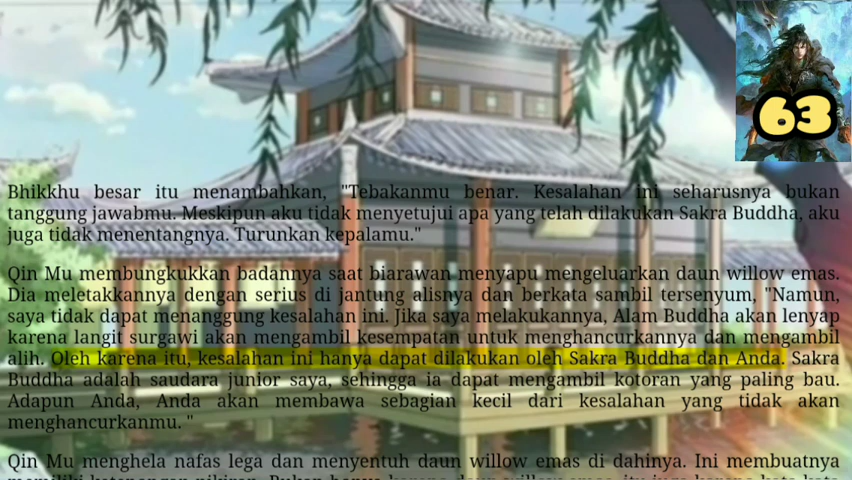 63
Bhikkhu besar itu menambahkan, "Tebakanmu benar. Kesalahan ini seharusnya bukan
tanggung jawabmu. Meskipun aku tidak menyetujui apa yang telah dilakukan Sakra Buddha, aku
juga tidak menentangnya. Turunkan kepalamu."
Qin Mu membungkukkan badannya saat biarawan menyapu mengeluarkan daun willow emas.
Dia meletakkannya dengan serius di jantung alisnya dan berkata sambil tersenyum, "Namun,
saya tidak dapat menanggung kesalahan ini. Jika saya melakukannya, Alam Buddha akan lenyap
karena langit surgawi akan mengambil kesempatan untuk menghancurkannya dan mengambil
alih. Oleh karena itu, kesalahan ini hanya dapat dilakukan oleh Sakra Buddha dan Anda. Sakra
Buddha adalah saudara junior saya, sehingga ia dapat mengambil kotoran yang paling bau.
Adapun Anda, Anda akan membawa sebagian kecil dari kesalahan yang tidak akan
menghancurkanmu. "
Qin Mu menghela nafas lega dan menyentuh daun willow emas di dahinya. Ini membuatnya